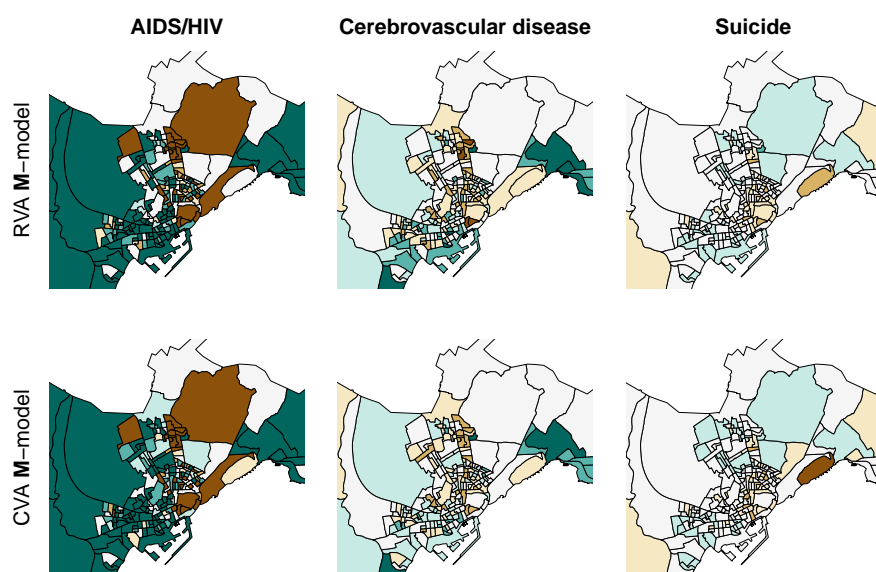 AIDS/HIV
Cerebrovascular disease
Suicide
RVA M−model
CVA M−model